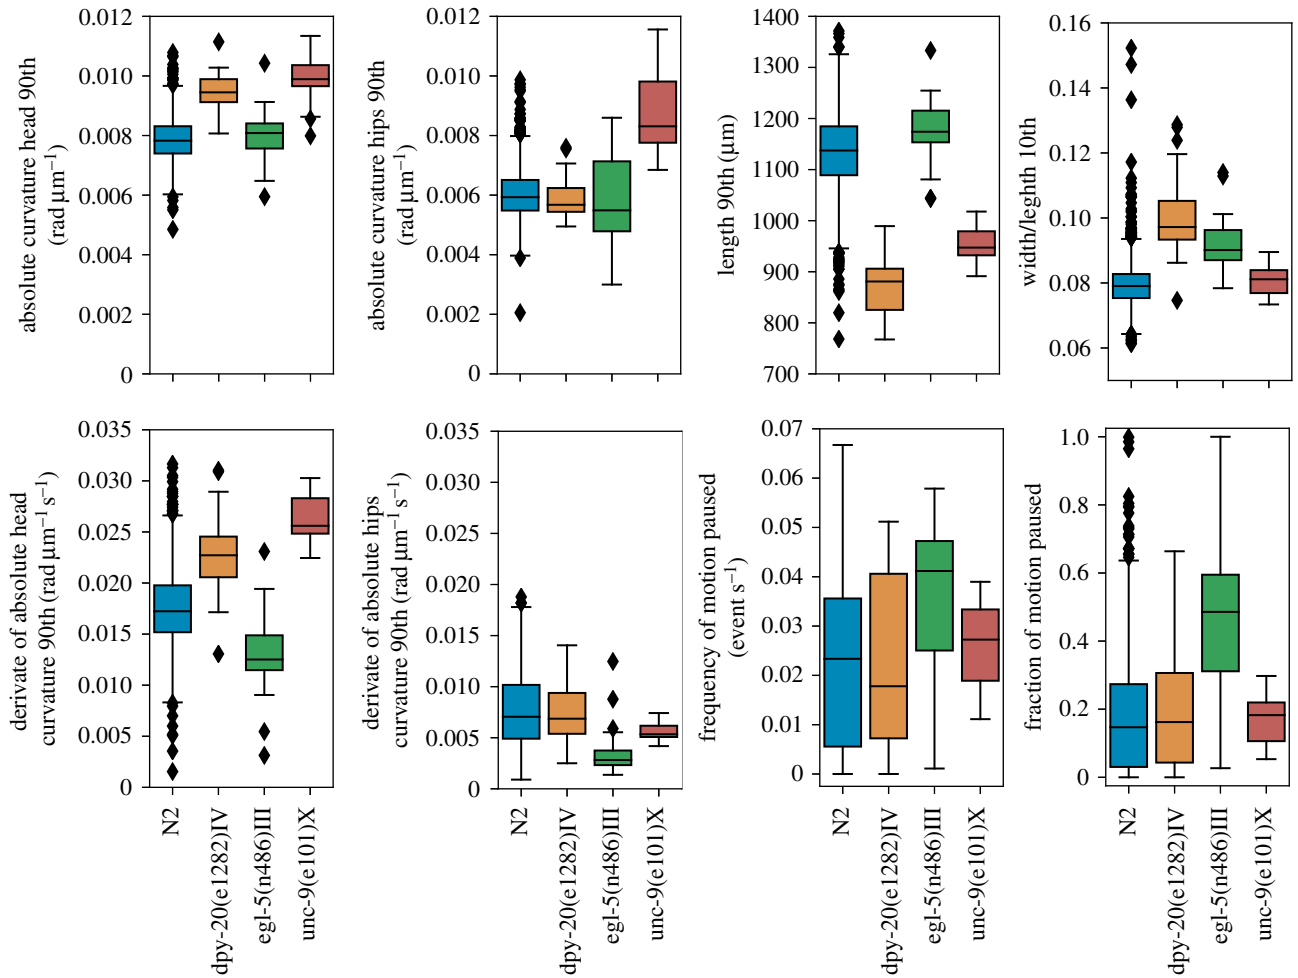 absolute curvature head 90th
(rad µm⁻¹)
0.012
0.010
0.008
0.006
0.004
0.002
0
absolute curvature hips 90th
(rad µm⁻¹)
0.012
0.010
0.008
0.006
0.004
0.002
0
length 90th (µm)
1400
1300
1200
1100
1000
900
800
700
width/leghth 10th
0.16
0.14
0.12
0.10
0.08
0.06
derivate of absolute head
curvature 90th (rad µm⁻¹ s⁻¹)
0.035
0.030
0.025
0.020
0.015
0.010
0.005
0
N2
dpy-20(e1282)IV
egl-5(n486)III
unc-9(e101)X
derivate of absolute hips
curvature 90th (rad µm⁻¹ s⁻¹)
0.035
0.030
0.025
0.020
0.015
0.010
0.005
0
N2
dpy-20(e1282)IV
egl-5(n486)III
unc-9(e101)X
frequency of motion paused
(event s⁻¹)
0.07
0.06
0.05
0.04
0.03
0.02
0.01
0
N2
dpy-20(e1282)IV
egl-5(n486)III
unc-9(e101)X
fraction of motion paused
1.0
0.8
0.6
0.4
0.2
0
N2
dpy-20(e1282)IV
egl-5(n486)III
unc-9(e101)X